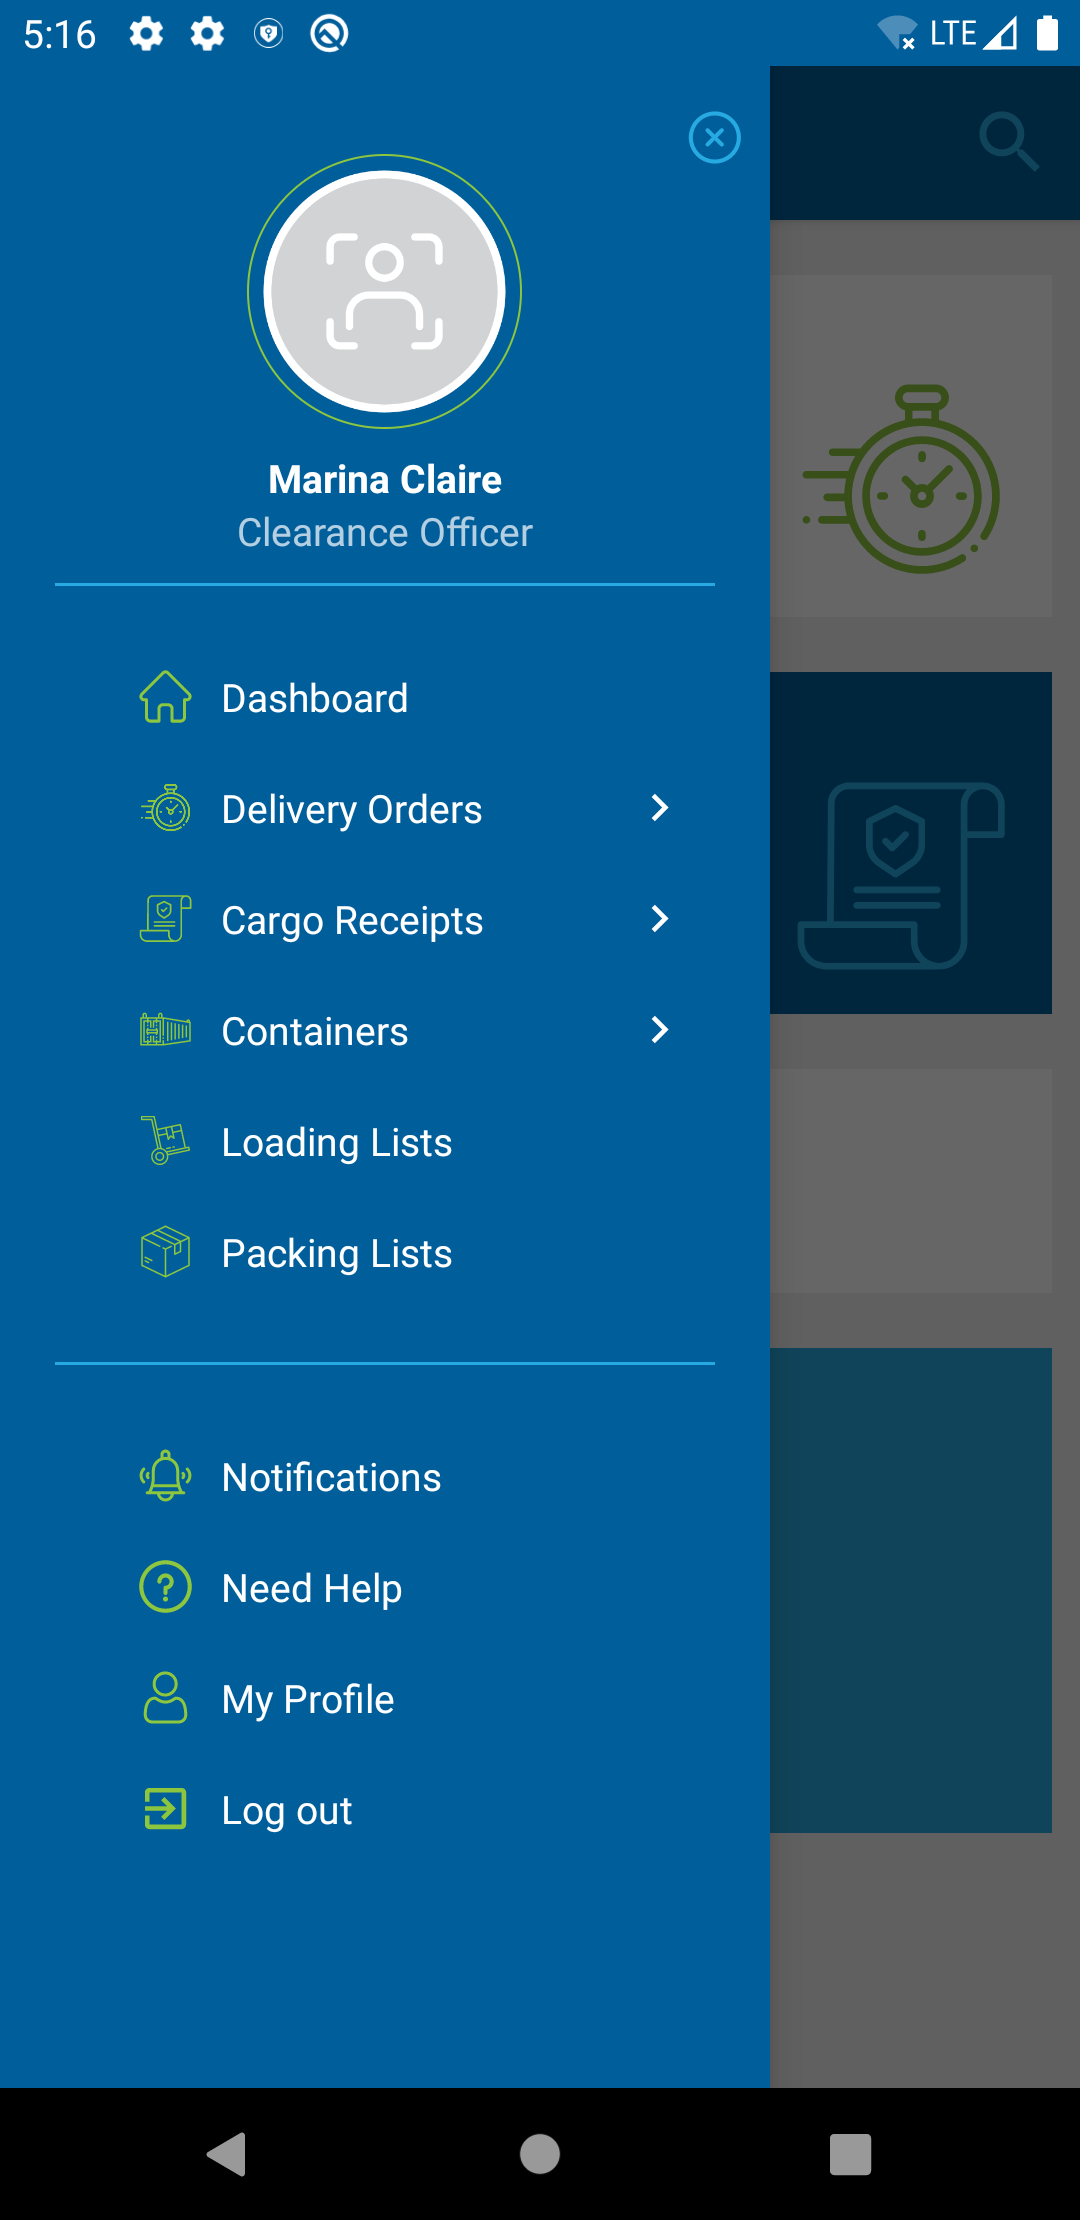 5:16
LTE
Marina Claire
Clearance Officer
Dashboard
Delivery Orders
Cargo Receipts
Containers
Loading Lists
Packing Lists
Notifications
Need Help
My Profile
Log out